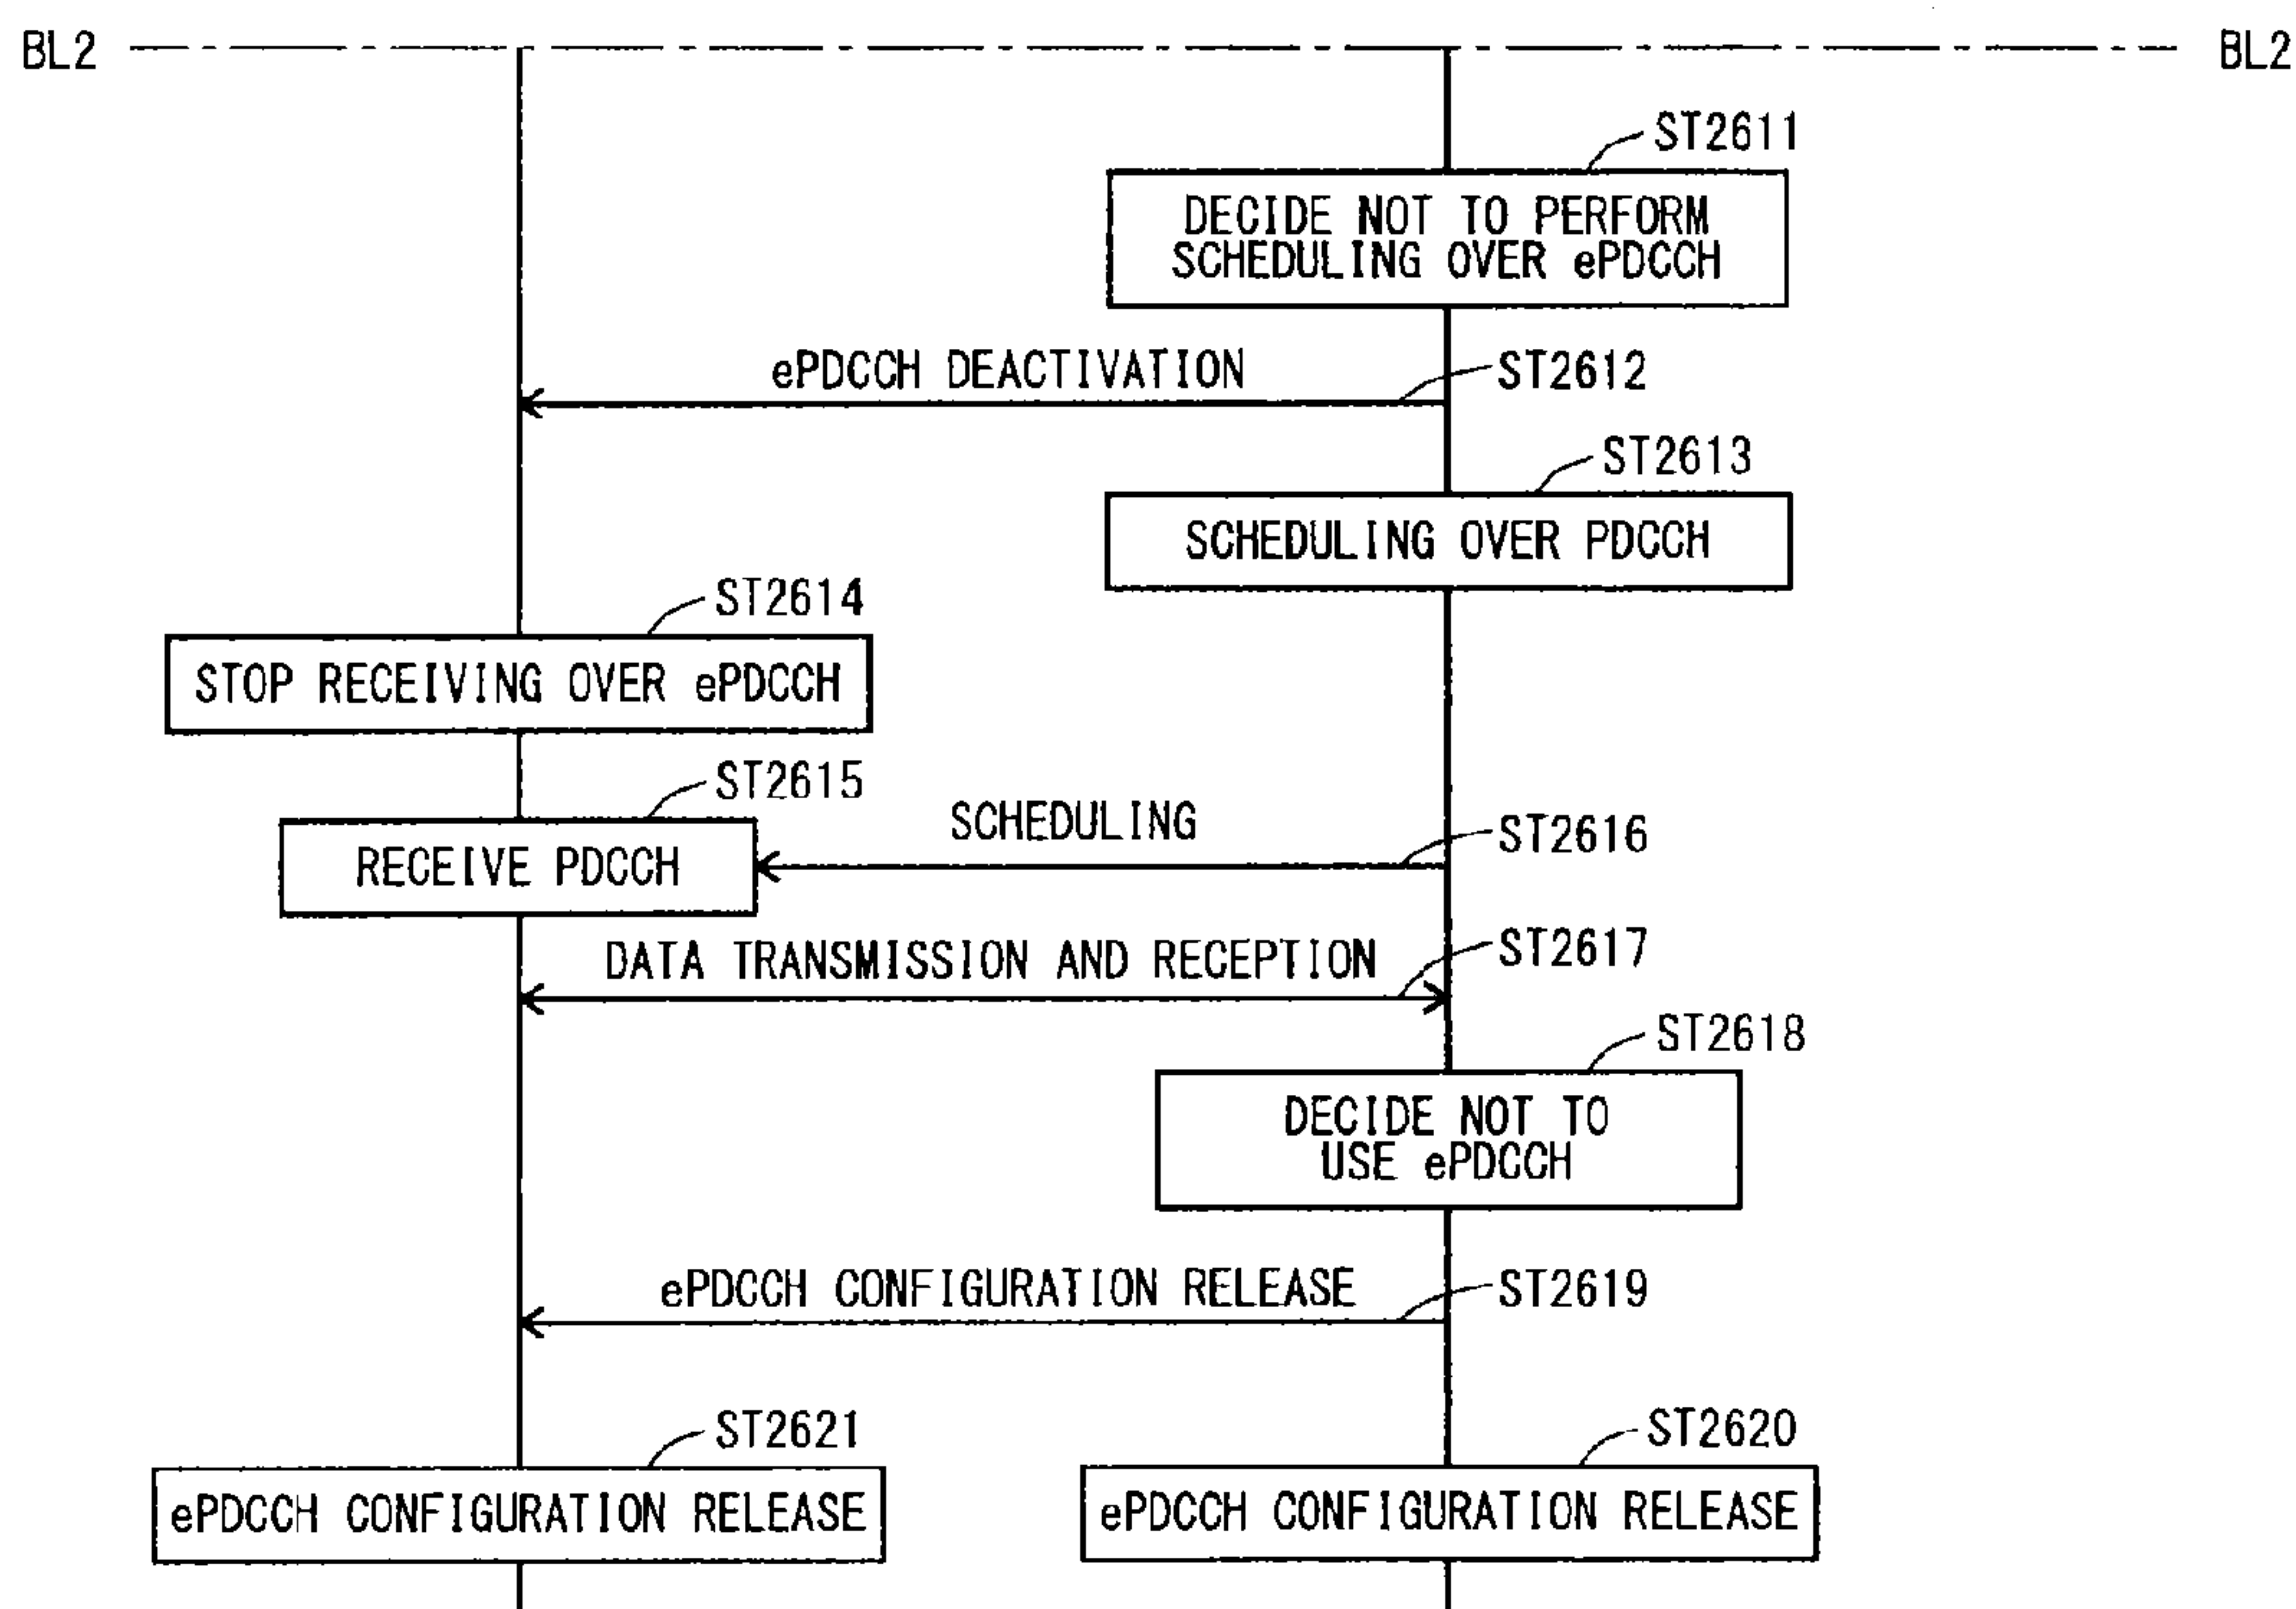 BL2
BL2
ST2611
DECIDE NOT TO PERFORM
SCHEDULING OVER ePDCCH
ePDCCH DEACTIVATION
ST2612
ST2613
SCHEDULING OVER PDCCH
ST2614
STOP RECEIVING OVER ePDCCH
ST2615
RECEIVE PDCCH
SCHEDULING
ST2616
DATA TRANSMISSION AND RECEPTION
ST2617
ST2618
DECIDE NOT TO
USE ePDCCH
ePDCCH CONFIGURATION RELEASE
ST2619
ST2621
ePDCCH CONFIGURATION RELEASE
ST2620
ePDCCH CONFIGURATION RELEASE